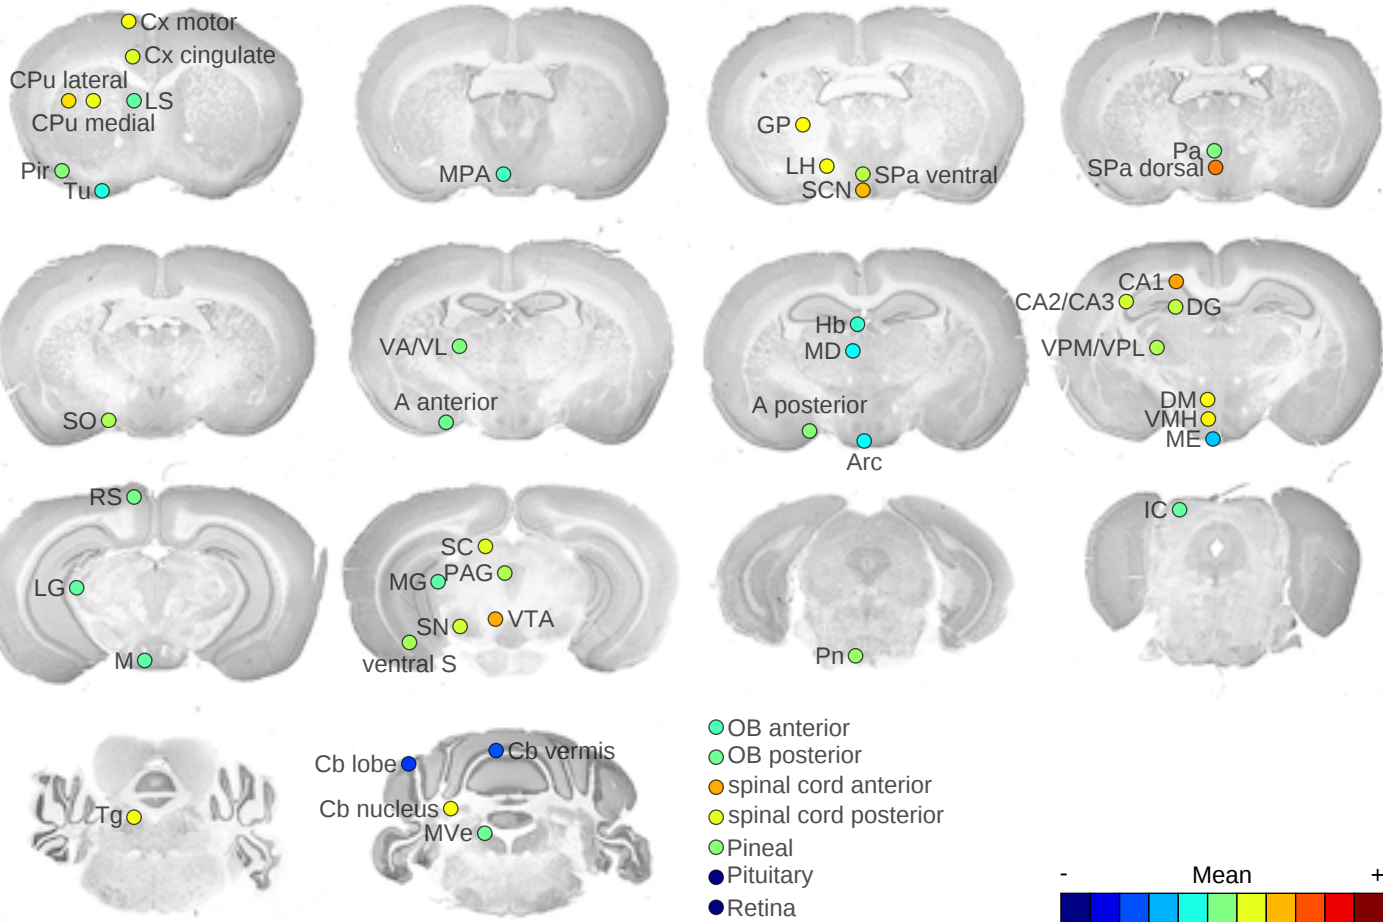 Cx motor
Cx cingulate
CPu lateral
LS
CPu medial
Pir
Tu
MPA
GP
LH
SPa ventral
SCN
Pa
SPa dorsal
SO
VA/VL
A anterior
Hb
MD
A posterior
Arc
CA1
CA2/CA3
DG
VPM/VPL
DM
VMH
ME
RS
LG
M
SC
MG
PAG
SN
VTA
ventral S
Pn
IC
Tg
Cb lobe
Cb vermis
Cb nucleus
MVe
OB anterior
OB posterior
spinal cord anterior
spinal cord posterior
Pineal
Pituitary
Retina
- Mean +